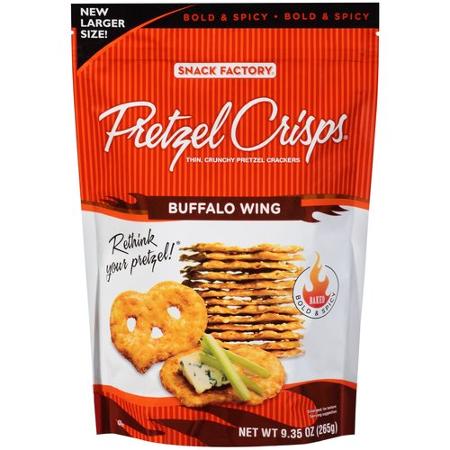 NEW
LARGER
SIZE!
BOLD & SPICY • BOLD & SPICY
SNACK FACTORY®
Pretzel Crisps®
THIN, CRUNCHY PRETZEL CRACKERS
BUFFALO WING
Rethink
your pretzel!®
BAKED
BOLD & SPICY
NET WT 9.35 OZ (265g)